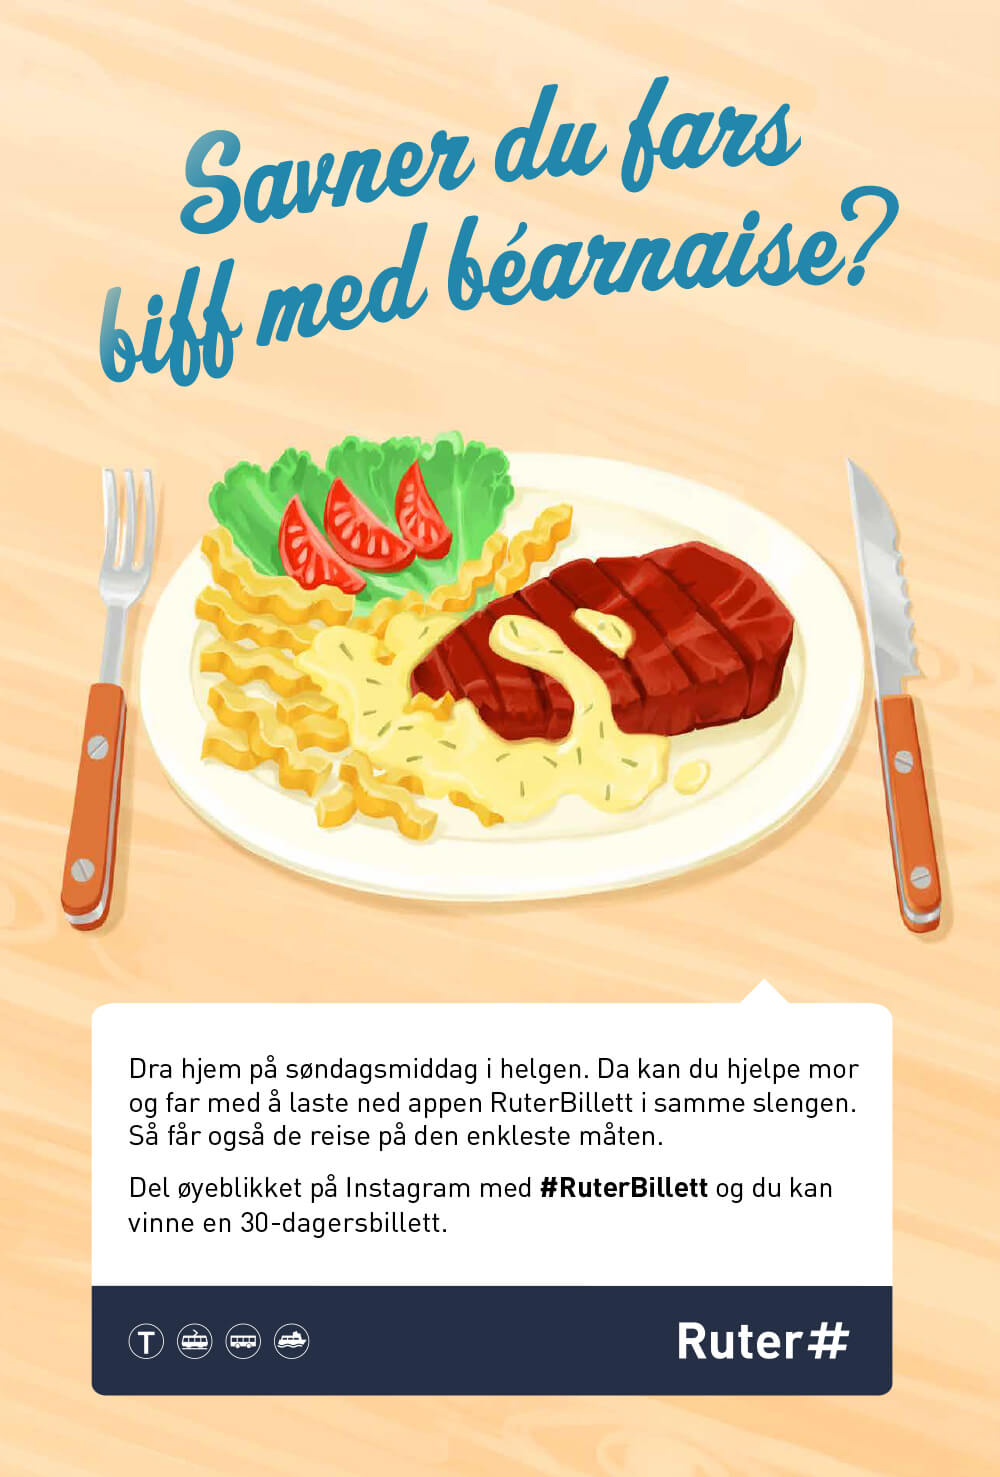 Savner du fars
biff med béarnaise?
Dra hjem på søndagsmiddag i helgen. Da kan du hjelpe mor
og far med å laste ned appen RuterBillett i samme slengen.
Så får også de reise på den enkleste måten.
Del øyeblikket på Instagram med #RuterBillett og du kan
vinne en 30-dagersbillett.
T
Ruter#